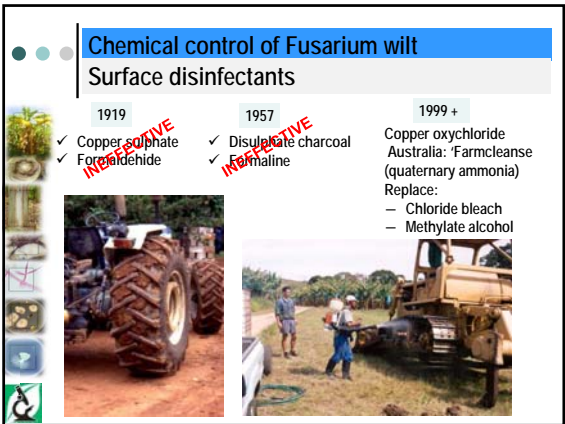 Chemical control of Fusarium wilt
Surface disinfectants
1919
✓ Copper sulphate
✓ Formaldehide
INEFFECTIVE
1957
✓ Disulphate charcoal
✓ Farmaline
INEFFECTIVE
1999 +
Copper oxychloride
Australia: ‘Farmcleanse
(quaternary ammonia)
Replace:
– Chloride bleach
– Methylate alcohol